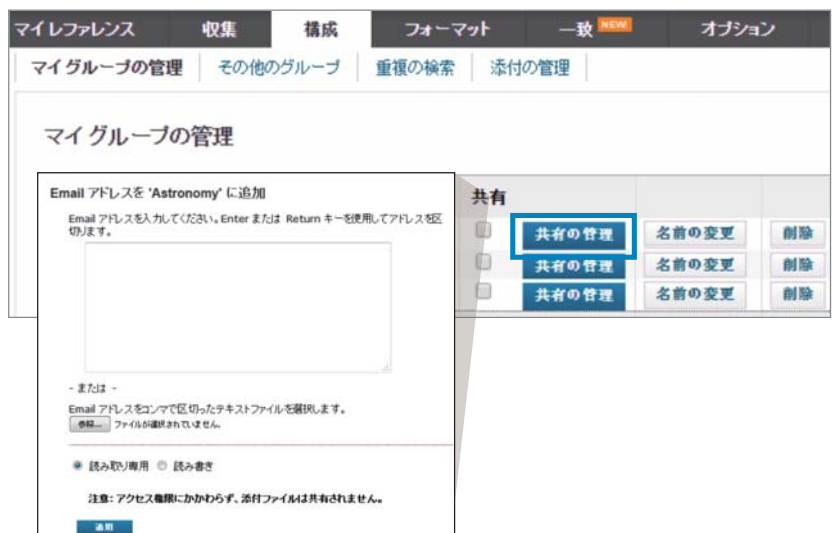 マイ レファレンス 収集 構成 フォーマット 一致 NEW! オプション
マイ グループの管理 その他のグループ 重複の検索 添付の管理
マイ グループの管理
共有
共有の管理 名前の変更 削除
共有の管理 名前の変更 削除
共有の管理 名前の変更 削除
Email アドレスを 'Astronomy' に追加
Email アドレスを入力してください。Enter または Return キーを使用してアドレスを区
切ります。
- または -
Email アドレスをコンマで区切ったテキストファイルを選択します。
参照... ファイルが選択されていません。
読み取り専用 読み書き
注意: アクセス権限にかかわらず、添付ファイルは共有されません。
適用